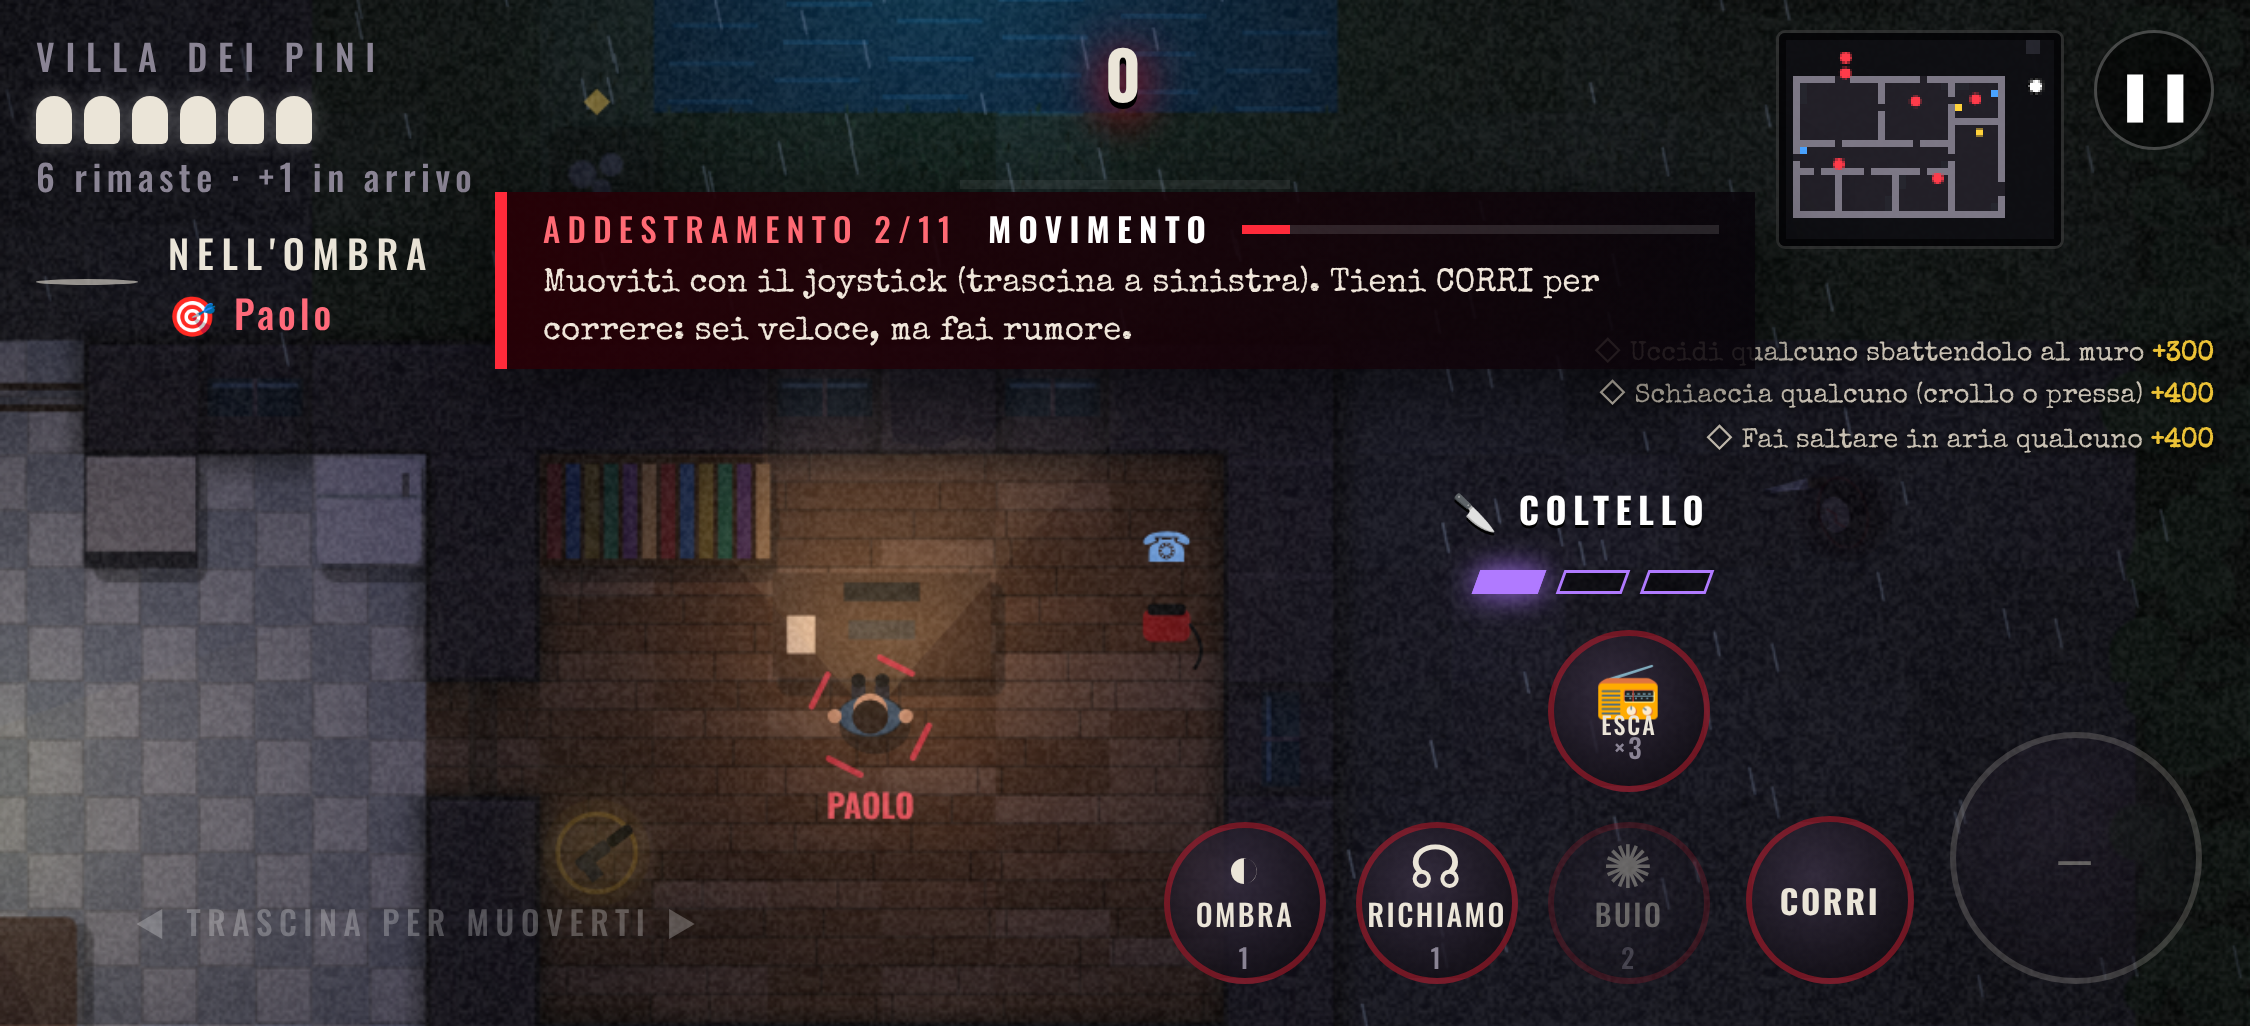 VILLA DEI PINI
6 rimaste · +1 in arrivo
NELL'OMBRA
Paolo
0
ADDESTRAMENTO 2/11 MOVIMENTO
Muoviti con il joystick (trascina a sinistra). Tieni CORRI per
correre: sei veloce, ma fai rumore.
Uccidi qualcuno sbattendolo al muro +300
Schiaccia qualcuno (crollo o pressa) +400
Fai saltare in aria qualcuno +400
COLTELLO
ESCA
×3
PAOLO
◀ TRASCINA PER MUOVERTI ▶
OMBRA
1
RICHIAMO
1
BUIO
2
CORRI
—